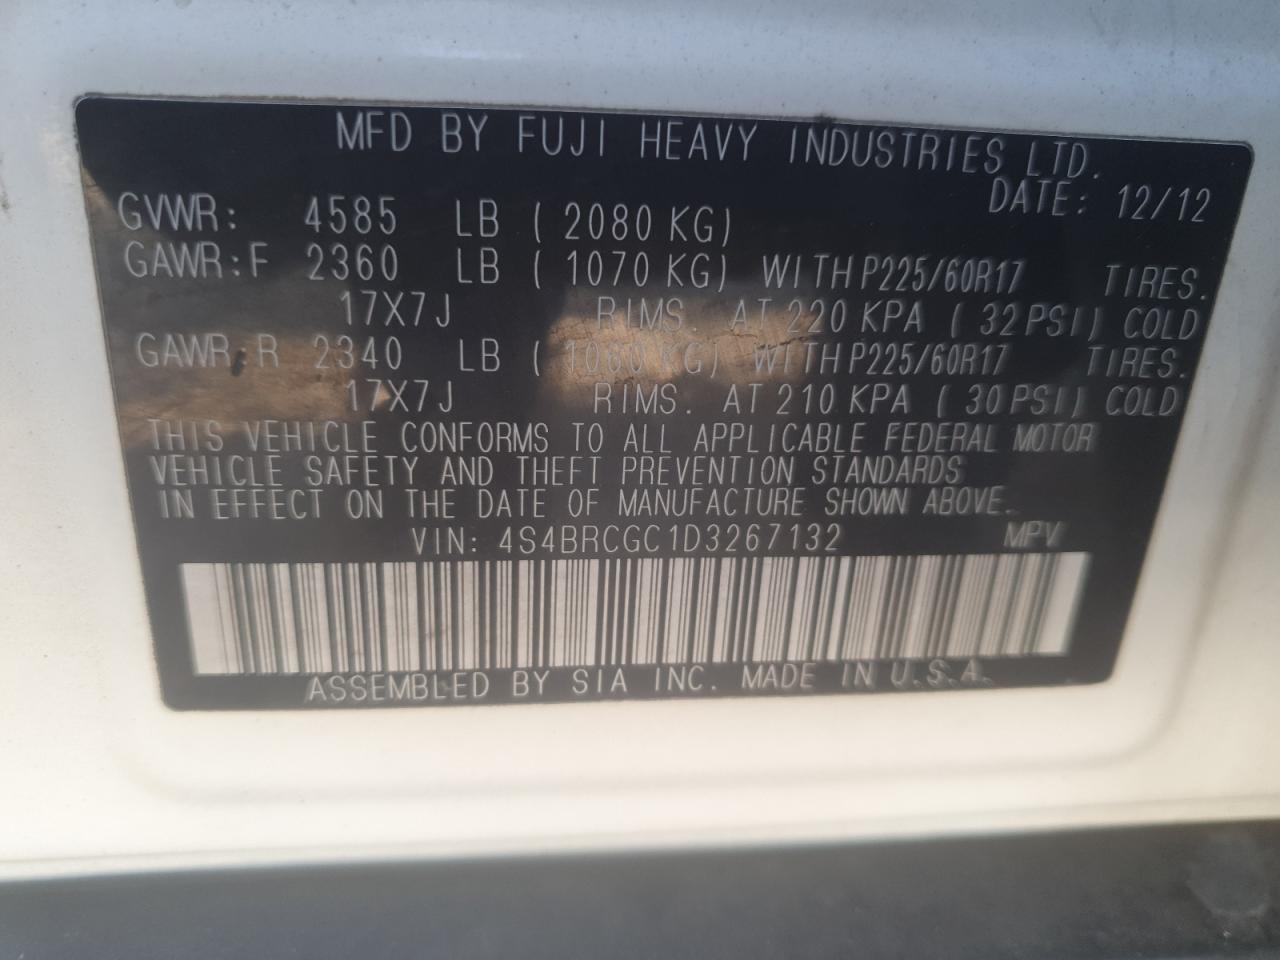 MFD BY FUJI HEAVY INDUSTRIES LTD.
DATE: 12/12
GVWR: 4585 LB ( 2080 KG)
GAWR:F 2360 LB ( 1070 KG) WITH P225/60R17 TIRES.
17X7J RIMS. AT 220 KPA ( 32 PSI) COLD
GAWR:R 2340 LB ( 1060 KG) WITH P225/60R17 TIRES.
17X7J RIMS. AT 210 KPA ( 30 PSI) COLD
THIS VEHICLE CONFORMS TO ALL APPLICABLE FEDERAL MOTOR
VEHICLE SAFETY AND THEFT PREVENTION STANDARDS
IN EFFECT ON THE DATE OF MANUFACTURE SHOWN ABOVE.
VIN: 4S4BRCGC1D3267132 MPV
ASSEMBLED BY SIA INC. MADE IN U.S.A.